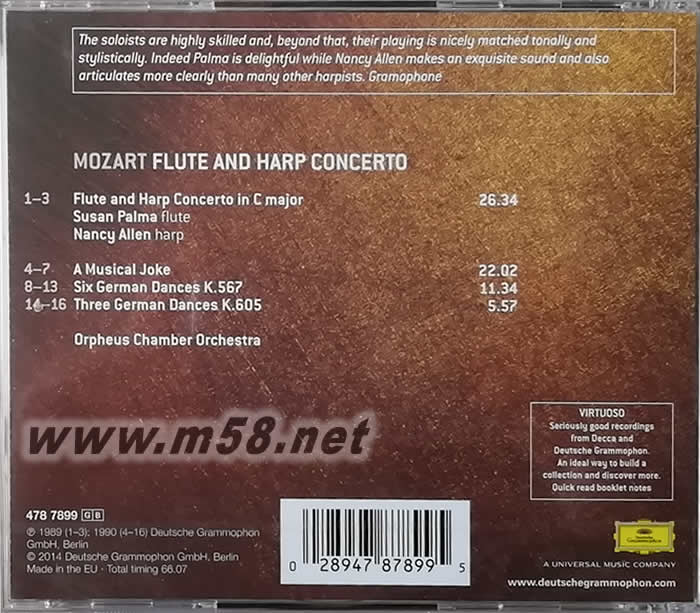 The soloists are highly skilled and, beyond that, their playing is nicely matched tonally and
stylistically. Indeed Palma is delightful while Nancy Allen makes an exquisite sound and also
articulates more clearly than many other harpists. Gramophone
MOZART FLUTE AND HARP CONCERTO
1–3 Flute and Harp Concerto in C major 26.34
Susan Palma flute
Nancy Allen harp
4–7 A Musical Joke 22.02
8–13 Six German Dances K.567 11.34
14–16 Three German Dances K.605 5.57
Orpheus Chamber Orchestra
www.m58.net
VIRTUOSO
Seriously good recordings
from Decca and
Deutsche Grammophon.
An ideal way to build a
collection and discover more.
Quick read booklet notes
478 7899 GB
℗ 1989 (1–3); 1990 (4–16) Deutsche Grammophon
GmbH, Berlin
© 2014 Deutsche Grammophon GmbH, Berlin
Made in the EU · Total timing 66.07
0 28947 87899 5
Deutsche
Grammophon
A UNIVERSAL MUSIC COMPANY
www.deutschegrammophon.com